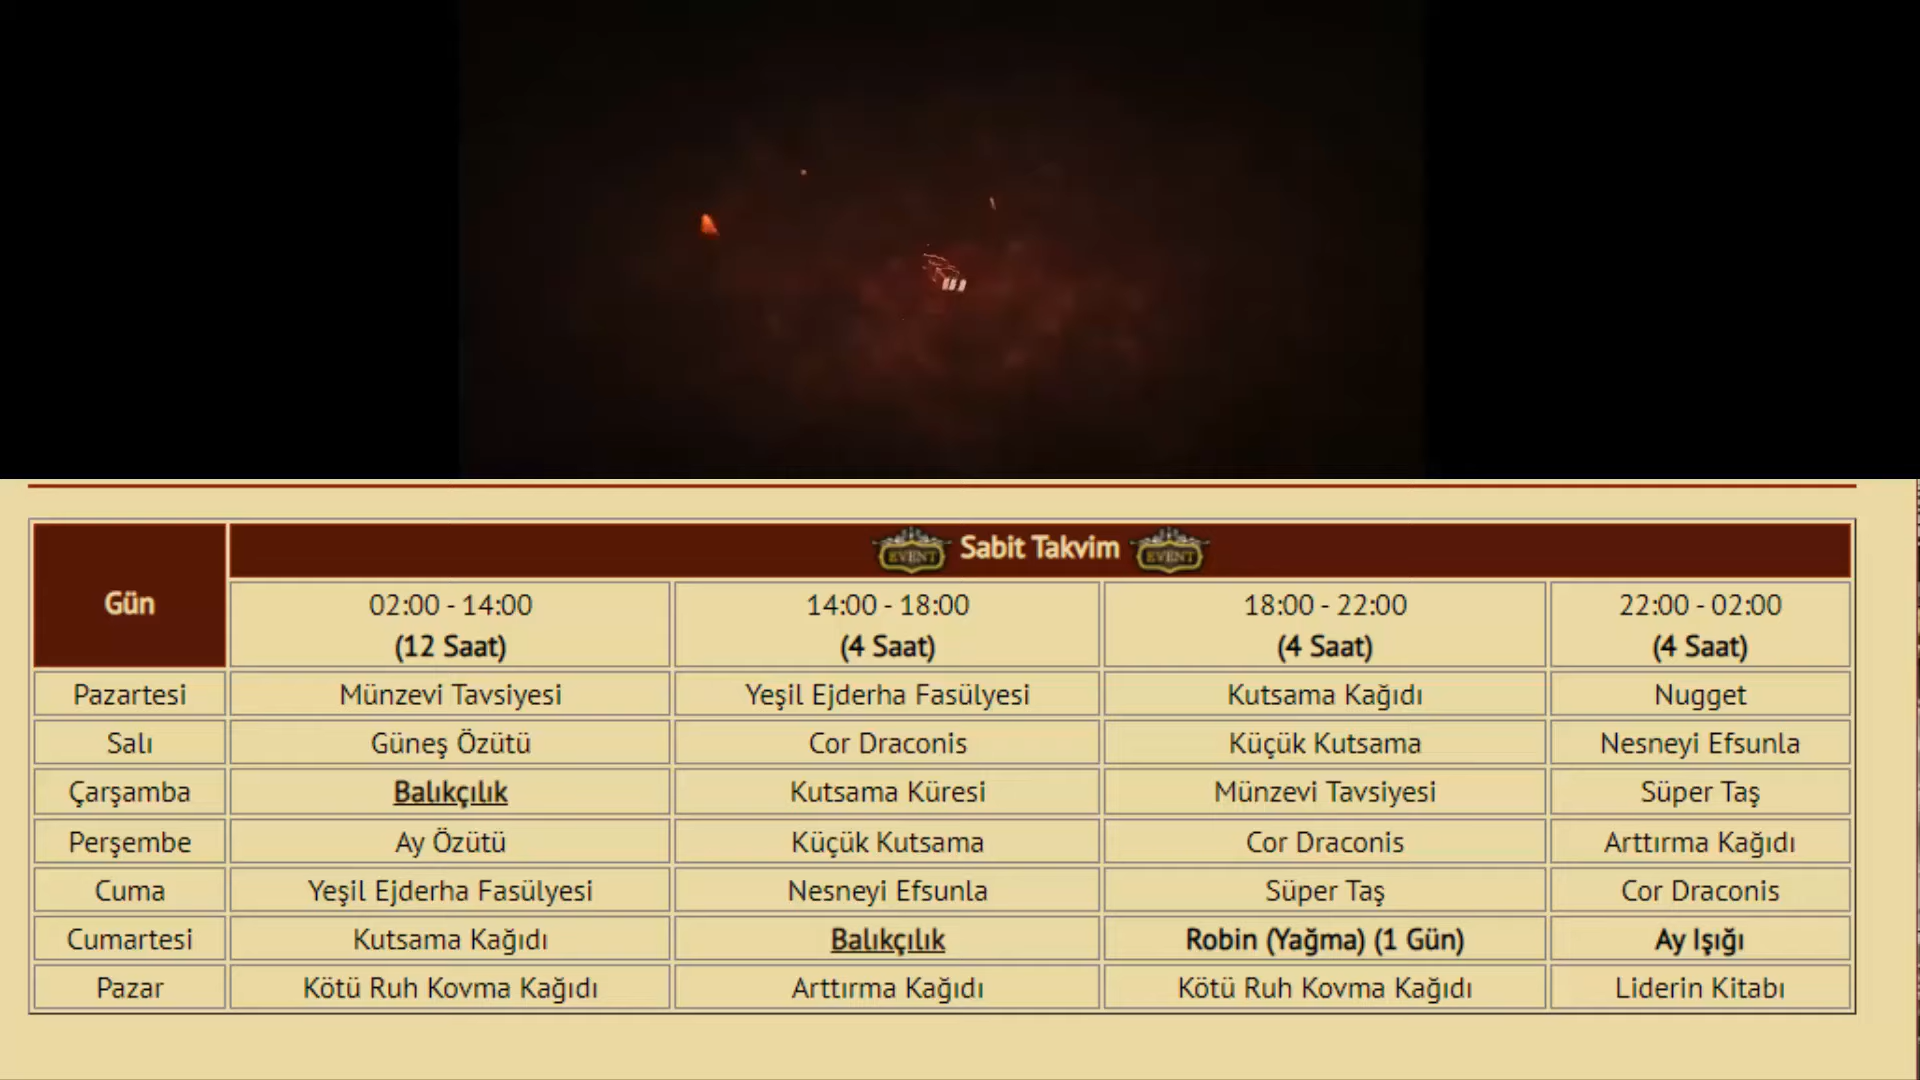 EVENT Sabit Takvim EVENT
Gün
02:00 - 14:00 14:00 - 18:00 18:00 - 22:00 22:00 - 02:00
(12 Saat) (4 Saat) (4 Saat) (4 Saat)
Pazartesi Münzevi Tavsiyesi Yeşil Ejderha Fasülyesi Kutsama Kağıdı Nugget
Salı Güneş Özütü Cor Draconis Küçük Kutsama Nesneyi Efsunla
Çarşamba Balıkçılık Kutsama Küresi Münzevi Tavsiyesi Süper Taş
Perşembe Ay Özütü Küçük Kutsama Cor Draconis Arttırma Kağıdı
Cuma Yeşil Ejderha Fasülyesi Nesneyi Efsunla Süper Taş Cor Draconis
Cumartesi Kutsama Kağıdı Balıkçılık Robin (Yağma) (1 Gün) Ay Işığı
Pazar Kötü Ruh Kovma Kağıdı Arttırma Kağıdı Kötü Ruh Kovma Kağıdı Liderin Kitabı